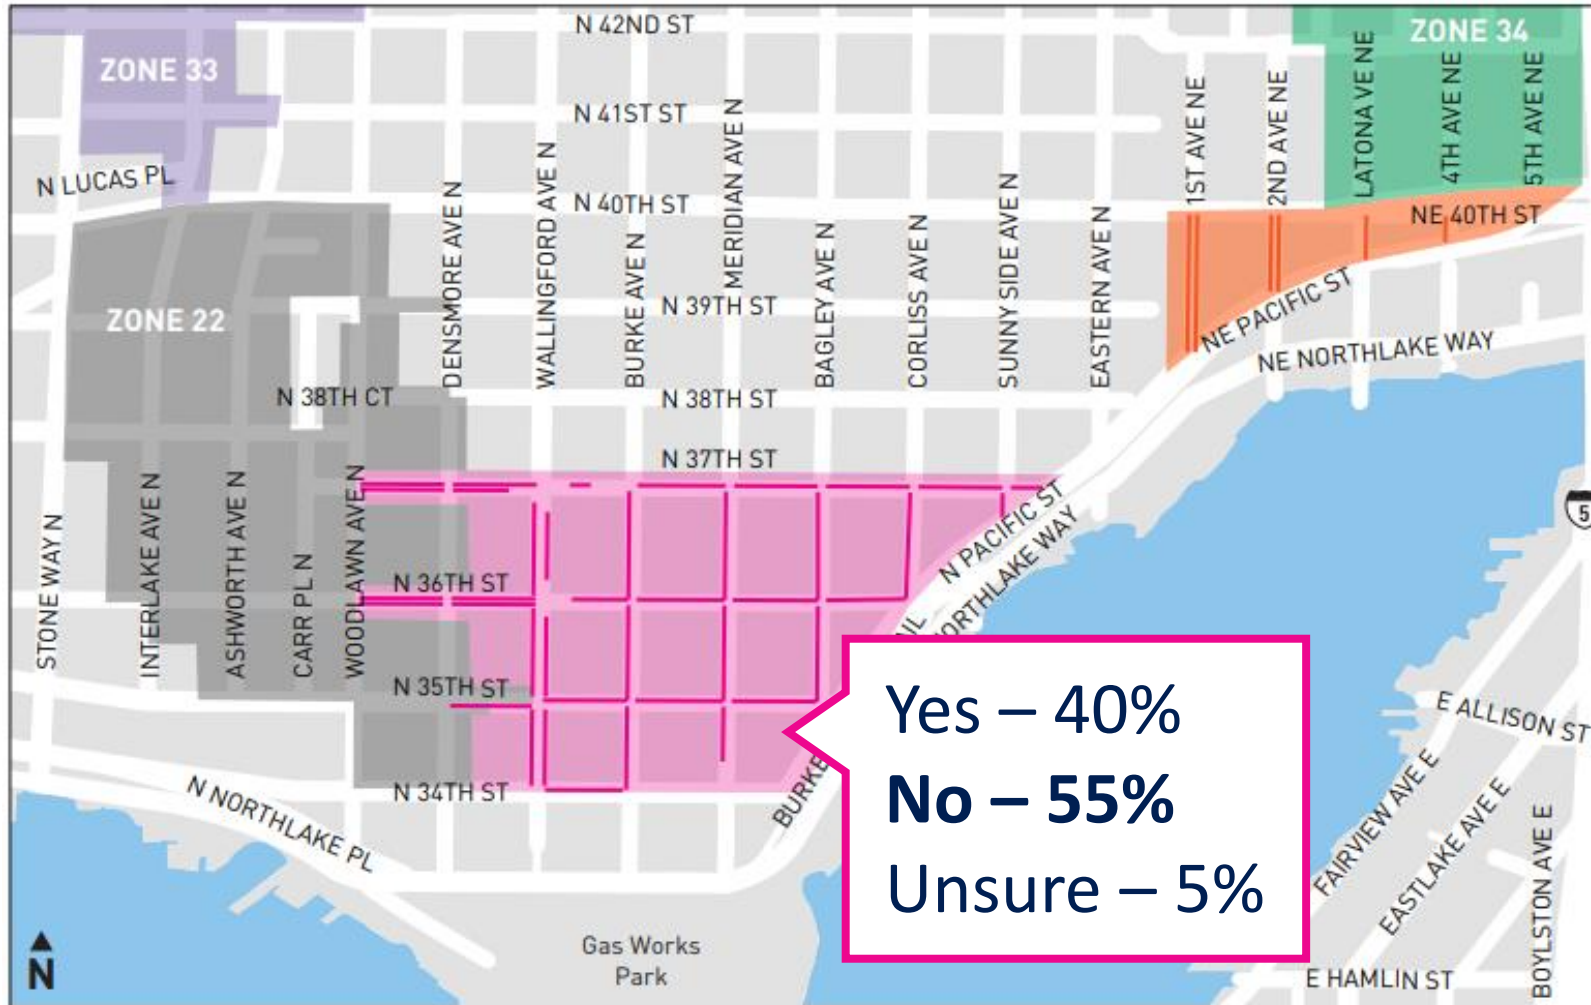 N 42ND ST
ZONE 34
ZONE 33
N 41ST ST
1ST AVE NE
2ND AVE NE
LATONA AVE NE
4TH AVE NE
5TH AVE NE
N LUCAS PL
N 40TH ST
NE 40TH ST
DENSMORE AVE N
WALLINGFORD AVE N
BURKE AVE N
MERIDIAN AVE N
BAGLEY AVE N
CORLISS AVE N
SUNNY SIDE AVE N
EASTERN AVE N
ZONE 22
N 39TH ST
NE PACIFIC ST
NE NORTHLAKE WAY
N 38TH CT
N 38TH ST
N 37TH ST
STONE WAY N
INTERLAKE AVE N
ASHWORTH AVE N
CARR PL N
WOODLAWN AVE N
N 36TH ST
N PACIFIC ST
ORTHLAKE WAY
5
N 35TH ST
BURKE
AIL
Yes – 40%
No – 55%
Unsure – 5%
E ALLISON ST
N 34TH ST
N NORTHLAKE PL
FAIRVIEW AVE E
EASTLAKE AVE E
BOYLSTON AVE E
Gas Works
Park
E HAMLIN ST
N